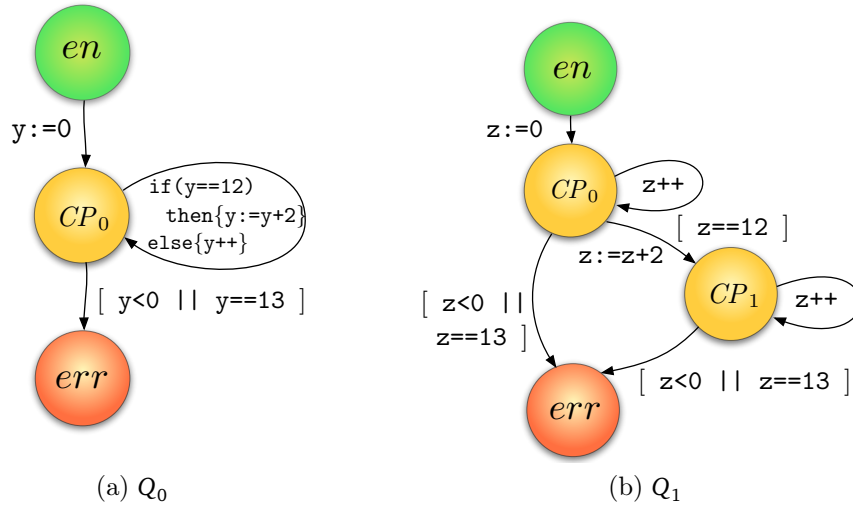 en
y:=0
CP0
if(y==12)
then{y:=y+2}
else{y++}
[ y<0 || y==13 ]
err
(a) Q0
en
z:=0
CP0
z++
[ z==12 ]
z:=z+2
CP1
z++
[ z<0 ||
z==13 ]
[ z<0 || z==13 ]
err
(b) Q1